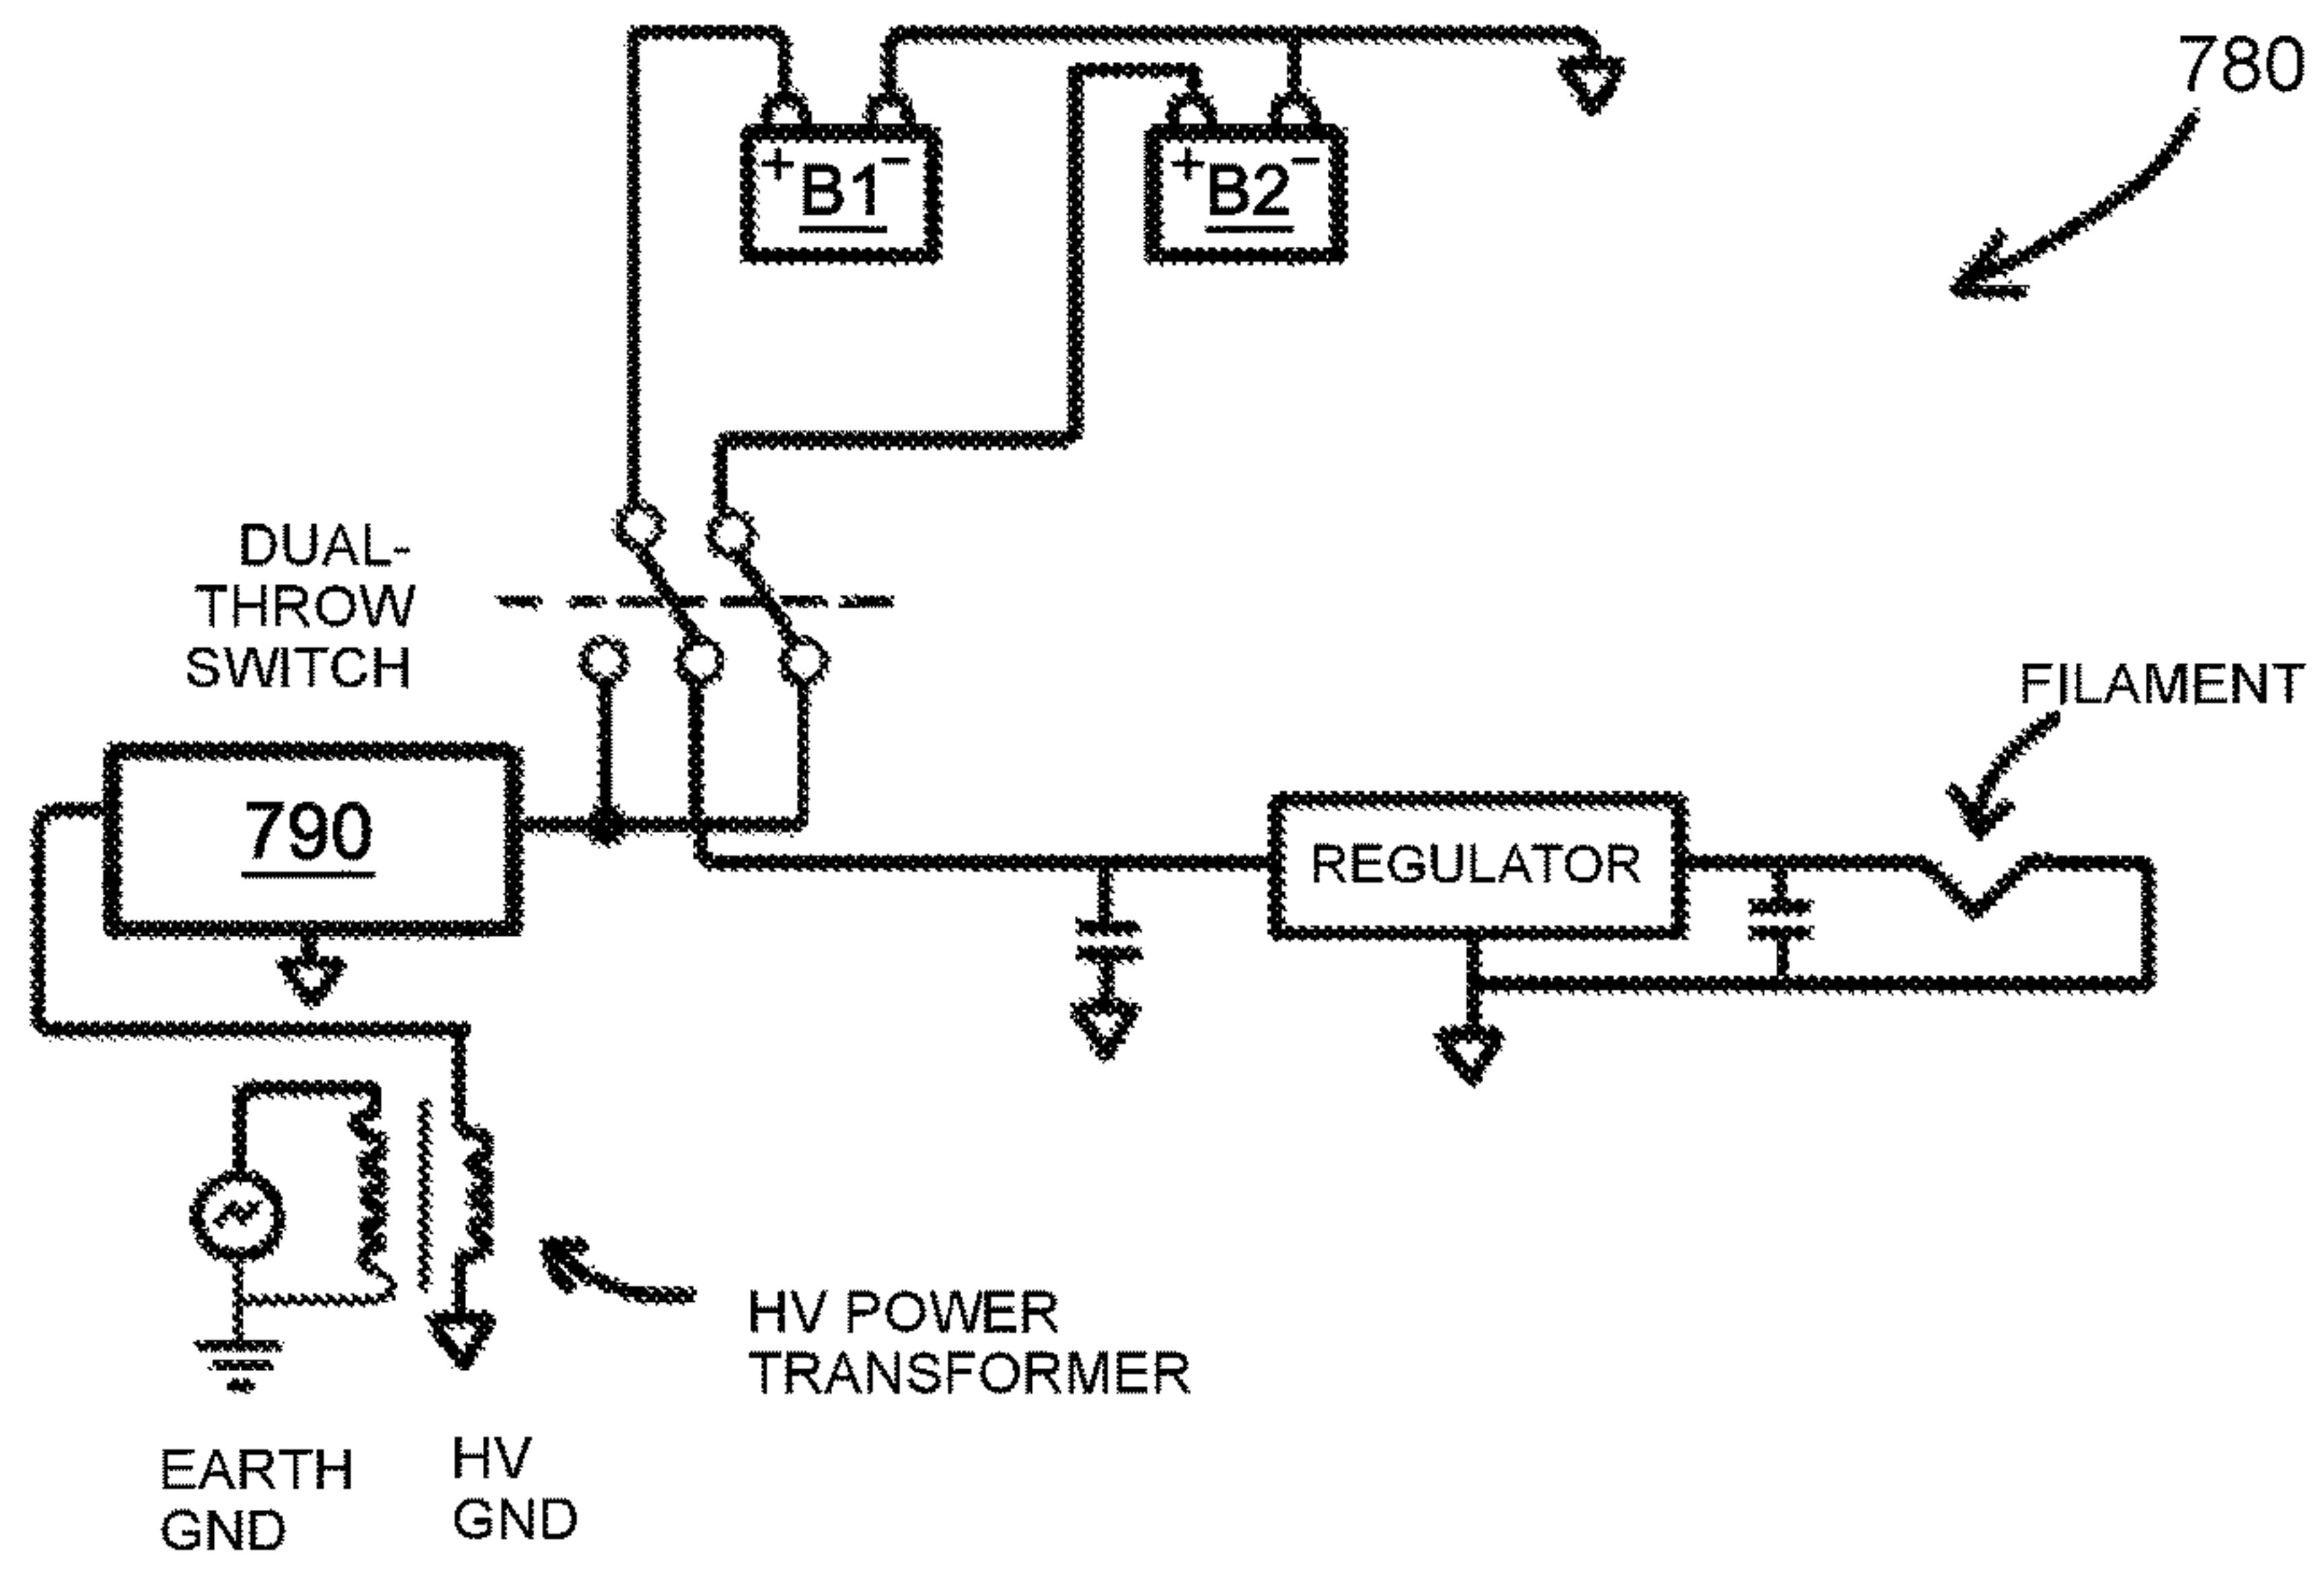 780
+ B1 −
+ B2 −
DUAL-
THROW
SWITCH
FILAMENT
790
REGULATOR
HV POWER
TRANSFORMER
EARTH
GND
HV
GND